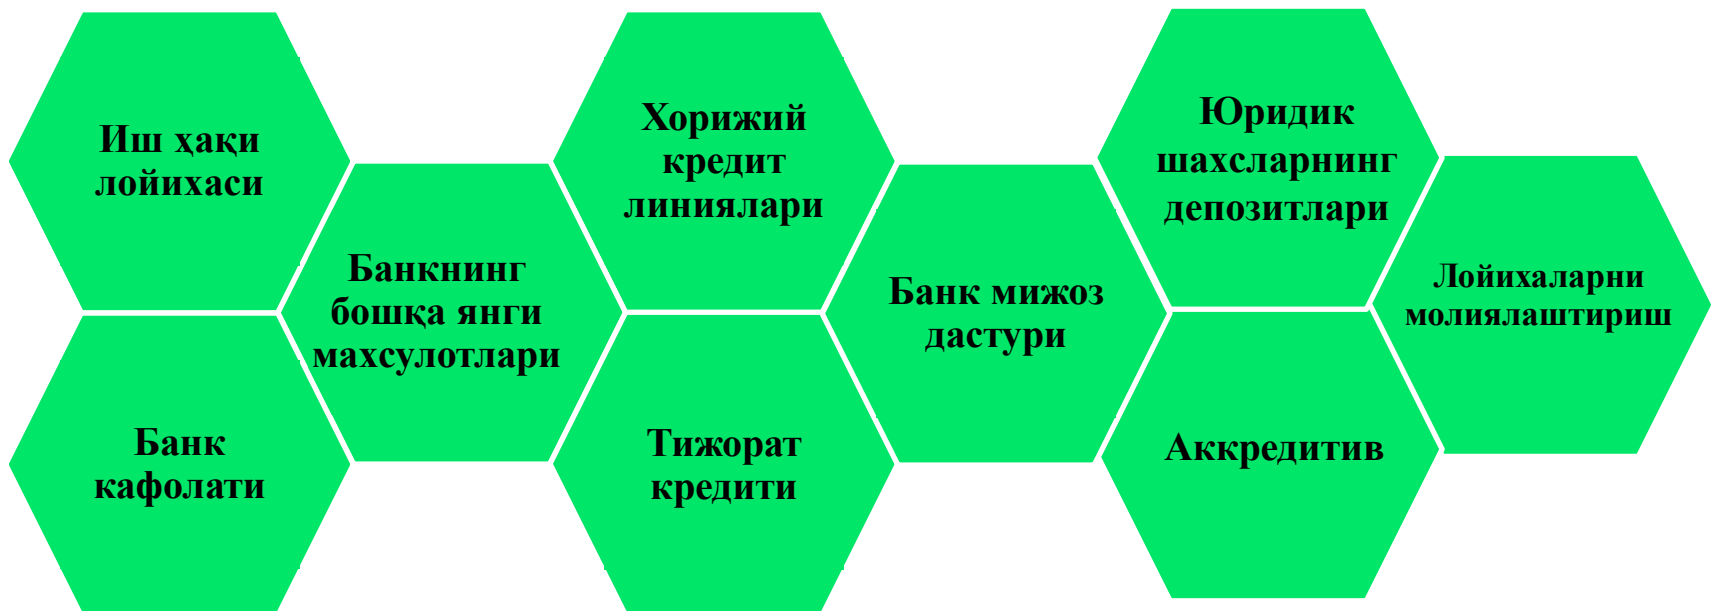 Иш ҳақи
лойихаси
Банк
кафолати
Банкнинг
бошқа янги
махсулотлари
Хорижий
кредит
линиялари
Тижорат
кредити
Банк мижоз
дастури
Юридик
шахсларнинг
депозитлари
Аккредитив
Лойихаларни
молиялаштириш